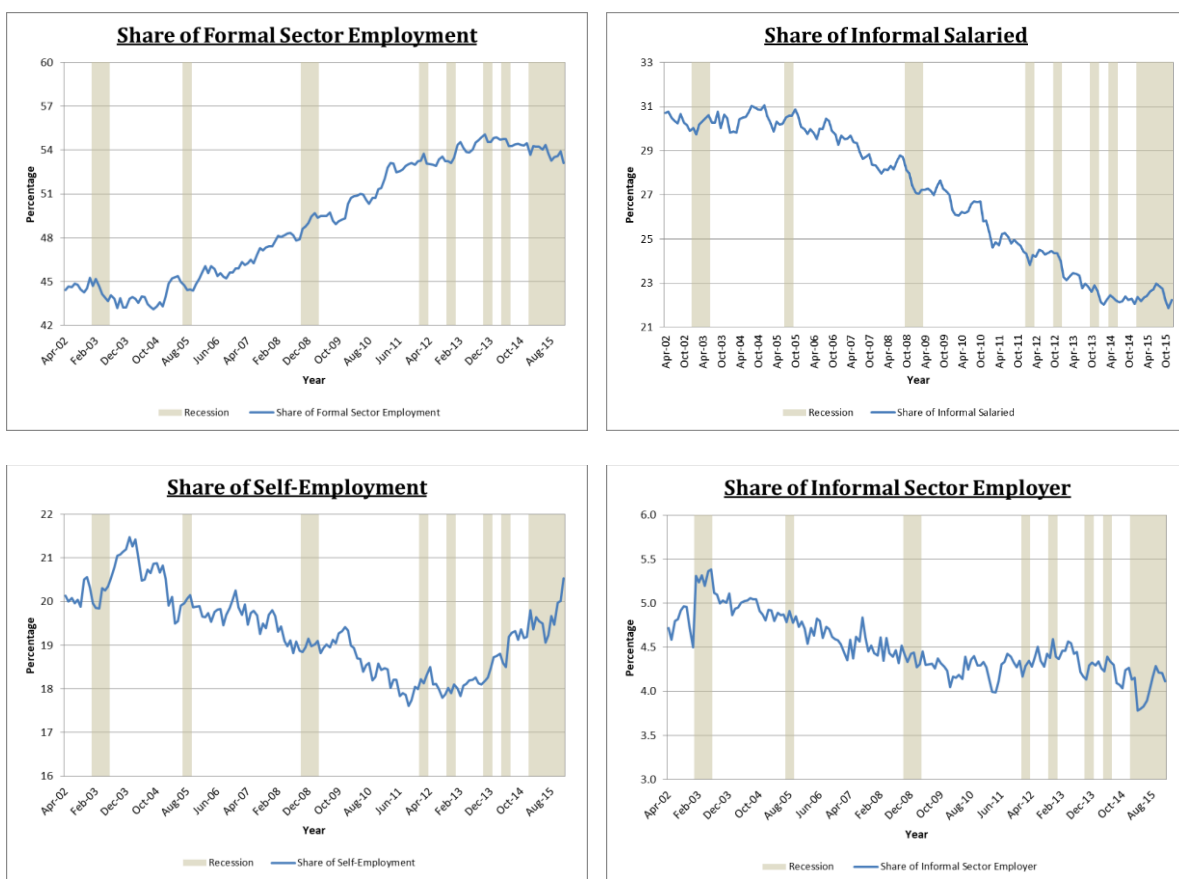 Share of Formal Sector Employment
60
57
54
51
48
45
42
Percentage
Apr-02
Feb-03
Dec-03
Oct-04
Aug-05
Jun-06
Apr-07
Feb-08
Dec-08
Oct-09
Aug-10
Jun-11
Apr-12
Feb-13
Dec-13
Oct-14
Aug-15
Year
Recession Share of Formal Sector Employment
Share of Informal Salaried
33
31
29
27
25
23
21
Percentage
Apr-02
Oct-02
Apr-03
Oct-03
Apr-04
Oct-04
Apr-05
Oct-05
Apr-06
Oct-06
Apr-07
Oct-07
Apr-08
Oct-08
Apr-09
Oct-09
Apr-10
Oct-10
Apr-11
Oct-11
Apr-12
Oct-12
Apr-13
Oct-13
Apr-14
Oct-14
Apr-15
Oct-15
Year
Recession Share of Informal Salaried
Share of Self-Employment
22
21
20
19
18
17
16
Percentage
Apr-02
Feb-03
Dec-03
Oct-04
Aug-05
Jun-06
Apr-07
Feb-08
Dec-08
Oct-09
Aug-10
Jun-11
Apr-12
Feb-13
Dec-13
Oct-14
Aug-15
Year
Recession Share of Self-Employment
Share of Informal Sector Employer
6.0
5.5
5.0
4.5
4.0
3.5
3.0
Percentage
Apr-02
Feb-03
Dec-03
Oct-04
Aug-05
Jun-06
Apr-07
Feb-08
Dec-08
Oct-09
Aug-10
Jun-11
Apr-12
Feb-13
Dec-13
Oct-14
Aug-15
Year
Recession Share of Informal Sector Employer